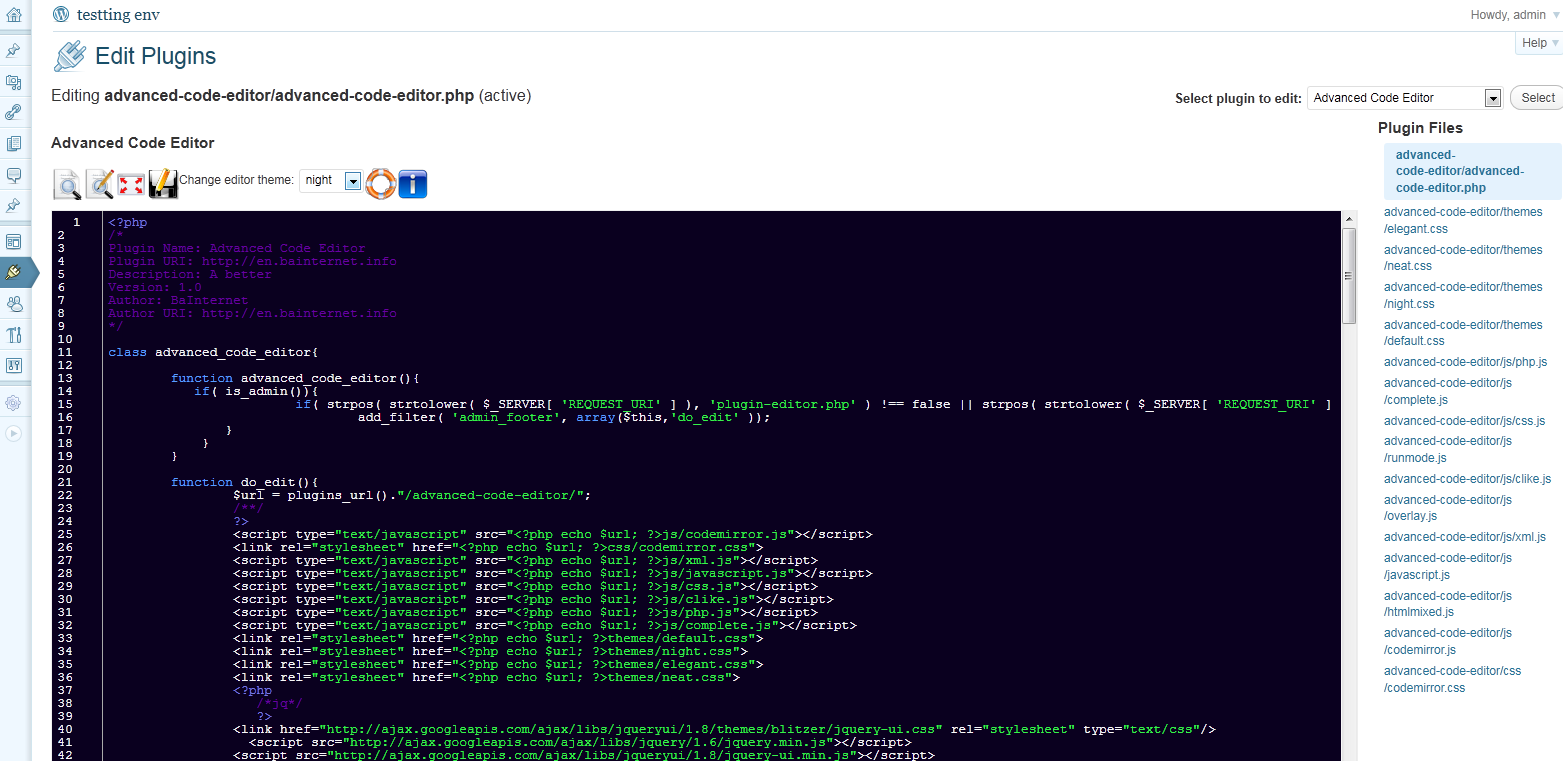 testting env
Howdy, admin
Edit Plugins
Help
Editing advanced-code-editor/advanced-code-editor.php (active)
Select plugin to edit: Advanced Code Editor Select
Advanced Code Editor
Change editor theme: night
1 <?php
2 /*
3 Plugin Name: Advanced Code Editor
4 Plugin URI: http://en.bainternet.info
5 Description: A better
6 Version: 1.0
7 Author: BaInternet
8 Author URI: http://en.bainternet.info
9 */
10
11 class advanced_code_editor{
12
13 function advanced_code_editor(){
14 if( is_admin()){
15 if( strpos( strtolower( $_SERVER[ 'REQUEST_URI' ] ), 'plugin-editor.php' ) !== false || strpos( strtolower( $_SERVER[ 'REQUEST_URI' ]
16 add_filter( 'admin_footer', array($this,'do_edit' ));
17 }
18 }
19 }
20
21 function do_edit(){
22 $url = plugins_url()."/advanced-code-editor/";
23 /**/
24 ?>
25 <script type="text/javascript" src="<?php echo $url; ?>js/codemirror.js"></script>
26 <link rel="stylesheet" href="<?php echo $url; ?>css/codemirror.css">
27 <script type="text/javascript" src="<?php echo $url; ?>js/xml.js"></script>
28 <script type="text/javascript" src="<?php echo $url; ?>js/javascript.js"></script>
29 <script type="text/javascript" src="<?php echo $url; ?>js/css.js"></script>
30 <script type="text/javascript" src="<?php echo $url; ?>js/clike.js"></script>
31 <script type="text/javascript" src="<?php echo $url; ?>js/php.js"></script>
32 <script type="text/javascript" src="<?php echo $url; ?>js/complete.js"></script>
33 <link rel="stylesheet" href="<?php echo $url; ?>themes/default.css">
34 <link rel="stylesheet" href="<?php echo $url; ?>themes/night.css">
35 <link rel="stylesheet" href="<?php echo $url; ?>themes/elegant.css">
36 <link rel="stylesheet" href="<?php echo $url; ?>themes/neat.css">
37 <?php
38 /*jq*/
39 ?>
40 <link href="http://ajax.googleapis.com/ajax/libs/jqueryui/1.8/themes/blitzer/jquery-ui.css" rel="stylesheet" type="text/css"/>
41 <script src="http://ajax.googleapis.com/ajax/libs/jquery/1.6/jquery.min.js"></script>
42 <script src="http://ajax.googleapis.com/ajax/libs/jqueryui/1.8/jquery-ui.min.js"></script>
Plugin Files
advanced-
code-editor/advanced-
code-editor.php
advanced-code-editor/themes
/elegant.css
advanced-code-editor/themes
/neat.css
advanced-code-editor/themes
/night.css
advanced-code-editor/themes
/default.css
advanced-code-editor/js/php.js
advanced-code-editor/js
/complete.js
advanced-code-editor/js/css.js
advanced-code-editor/js
/runmode.js
advanced-code-editor/js/clike.js
advanced-code-editor/js
/overlay.js
advanced-code-editor/js/xml.js
advanced-code-editor/js
/javascript.js
advanced-code-editor/js
/htmlmixed.js
advanced-code-editor/js
/codemirror.js
advanced-code-editor/css
/codemirror.css